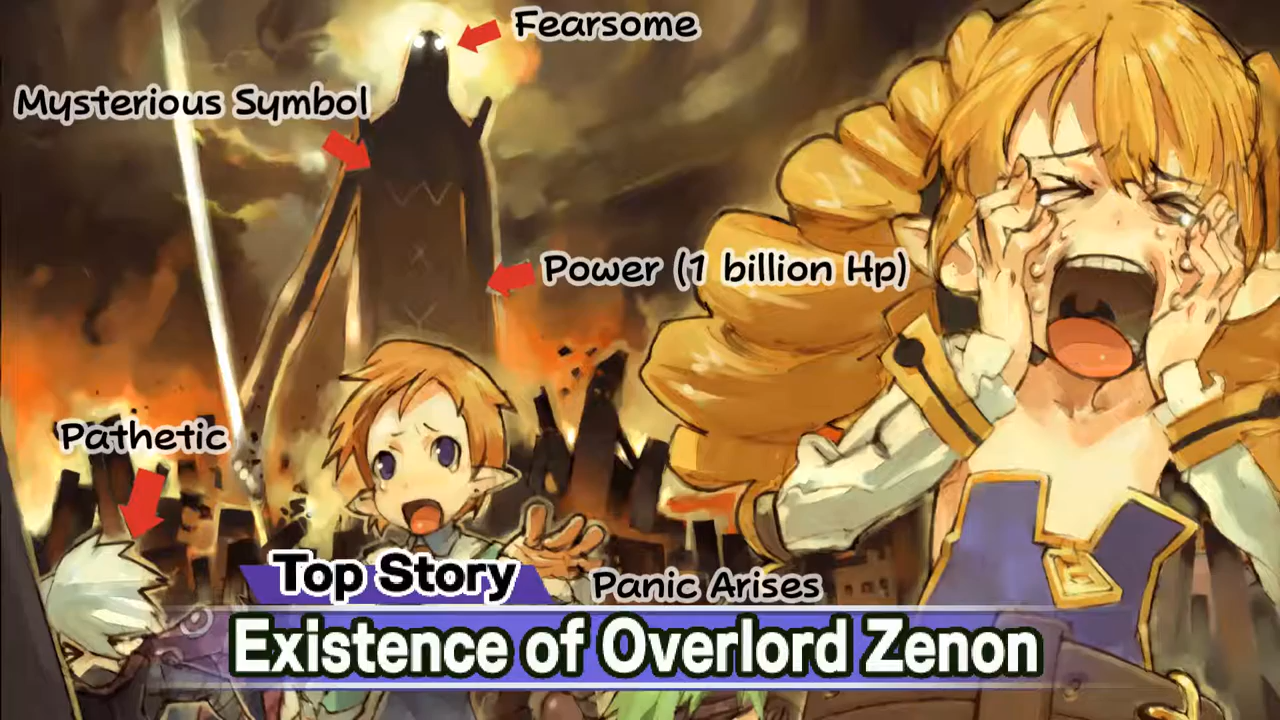 Fearsome
Mysterious Symbol
Power (1 billion Hp)
Pathetic
Top Story
Panic Arises
Existence of Overlord Zenon